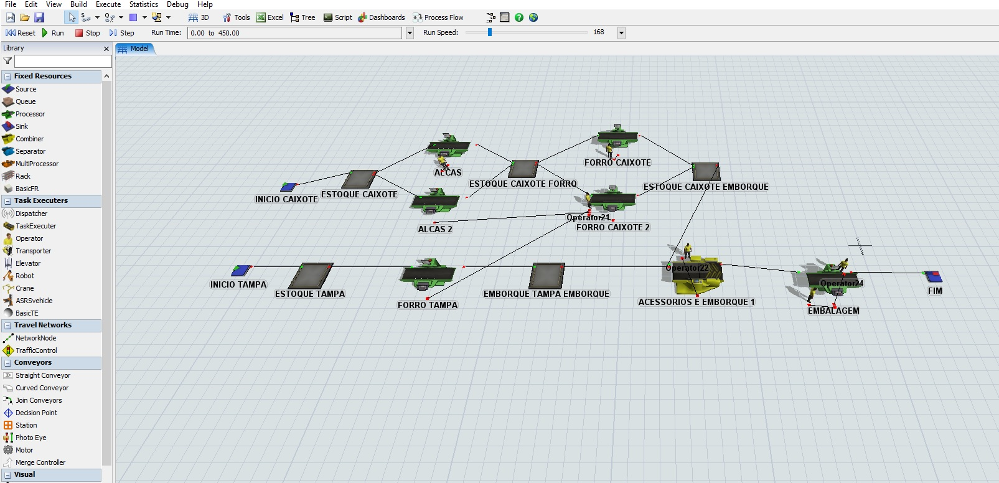 File Edit View Build Execute Statistics Debug Help
3D Tools Excel Tree Script Dashboards Process Flow
Reset Run Stop Step Run Time: 0.00 to 450.00 Run Speed: 168
Library
Model
Fixed Resources
Source
Queue
Processor
Sink
Combiner
Separator
MultiProcessor
Rack
BasicFR
Task Executers
Dispatcher
TaskExecuter
Operator
Transporter
Elevator
Robot
Crane
ASRSvehicle
BasicTE
Travel Networks
NetworkNode
TrafficControl
Conveyors
Straight Conveyor
Curved Conveyor
Join Conveyors
Decision Point
Station
Photo Eye
Motor
Merge Controller
Visual
FORRO CAIXOTE
ALCAS
ESTOQUE CAIXOTE FORRO
ESTOQUE CAIXOTE EMBORQUE
INICIO CAIXOTE
ESTOQUE CAIXOTE
Operator21
ALCAS 2
FORRO CAIXOTE 2
Operator22
INICIO TAMPA
ESTOQUE TAMPA
EMBORQUE TAMPA EMBORQUE
Operator24
FIM
FORRO TAMPA
ACESSORIOS E EMBORQUE 1
EMBALAGEM